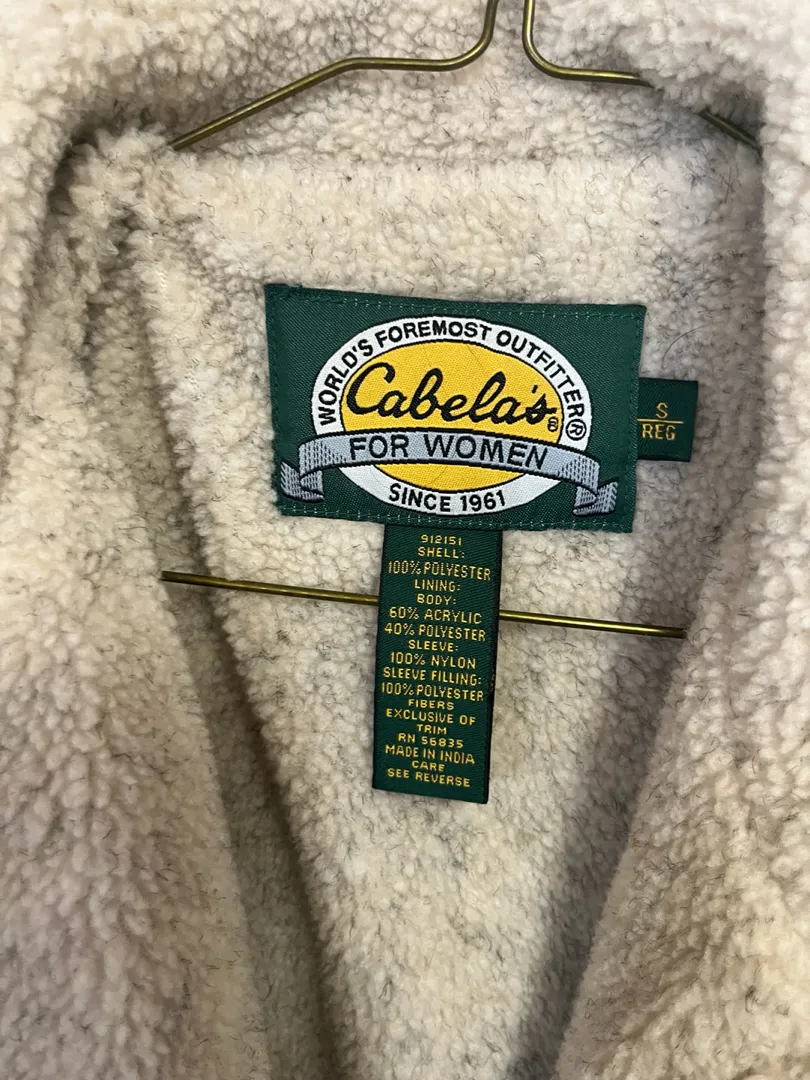 WORLD'S FOREMOST OUTFITTER®
Cabela's®
FOR WOMEN
SINCE 1961
S
REG
912151
SHELL:
100% POLYESTER
LINING:
BODY:
60% ACRYLIC
40% POLYESTER
SLEEVE:
100% NYLON
SLEEVE FILLING:
100% POLYESTER
FIBERS
EXCLUSIVE OF
TRIM
RN 56835
MADE IN INDIA
CARE
SEE REVERSE